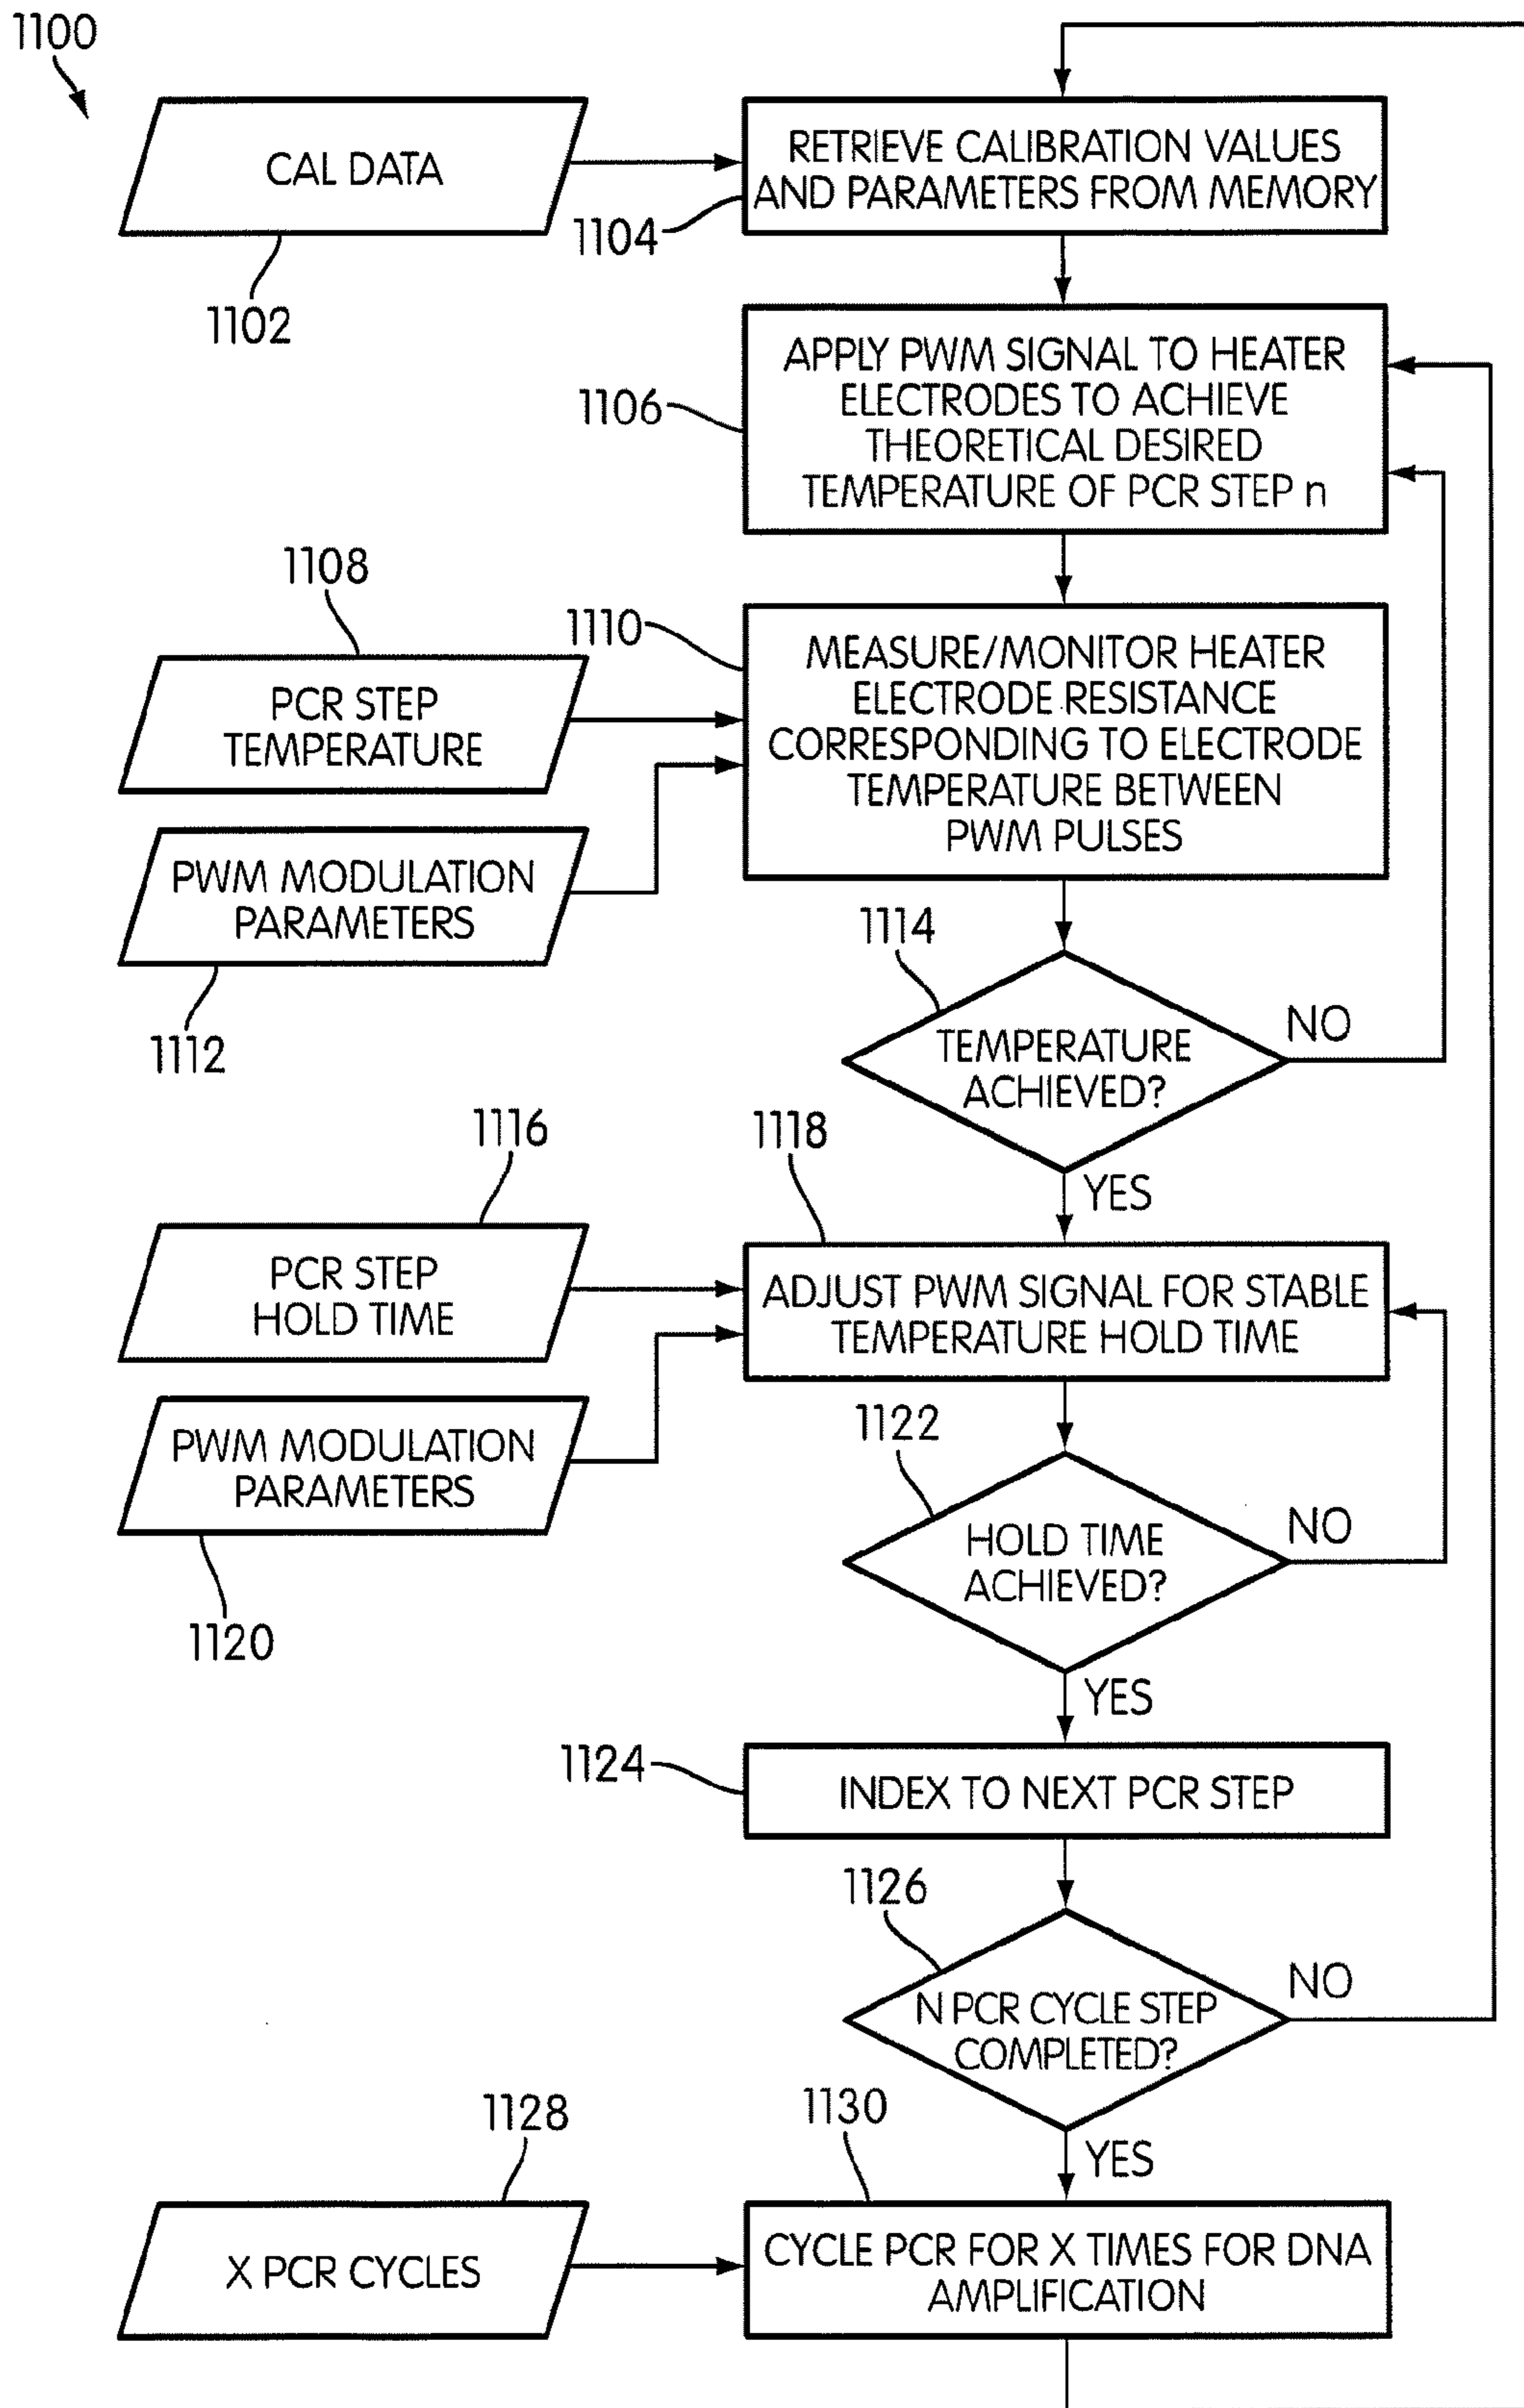 1100
CAL DATA
1102
RETRIEVE CALIBRATION VALUES
AND PARAMETERS FROM MEMORY
1104
APPLY PWM SIGNAL TO HEATER
ELECTRODES TO ACHIEVE
THEORETICAL DESIRED
TEMPERATURE OF PCR STEP n
1106
1108
PCR STEP
TEMPERATURE
1110
MEASURE/MONITOR HEATER
ELECTRODE RESISTANCE
CORRESPONDING TO ELECTRODE
TEMPERATURE BETWEEN
PWM PULSES
PWM MODULATION
PARAMETERS
1112
1114
TEMPERATURE
ACHIEVED?
NO
YES
1116
PCR STEP
HOLD TIME
1118
ADJUST PWM SIGNAL FOR STABLE
TEMPERATURE HOLD TIME
PWM MODULATION
PARAMETERS
1120
1122
HOLD TIME
ACHIEVED?
NO
YES
1124
INDEX TO NEXT PCR STEP
1126
N PCR CYCLE STEP
COMPLETED?
NO
YES
1128
X PCR CYCLES
1130
CYCLE PCR FOR X TIMES FOR DNA
AMPLIFICATION